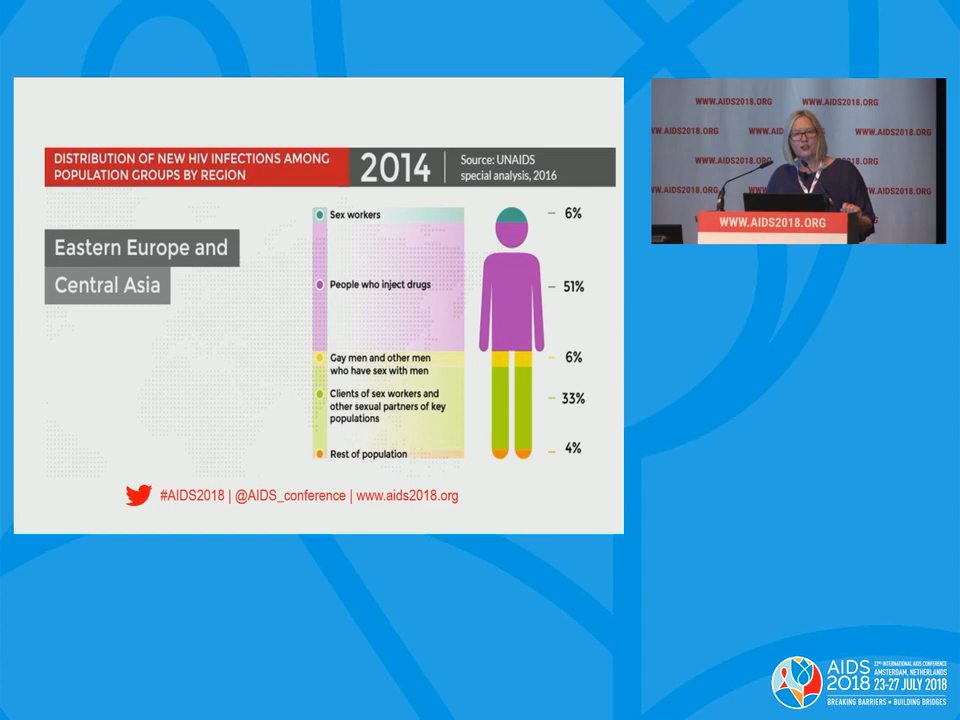 DISTRIBUTION OF NEW HIV INFECTIONS AMONG
POPULATION GROUPS BY REGION
2014
Source: UNAIDS
special analysis, 2016
Eastern Europe and
Central Asia
Sex workers
6%
People who inject drugs
51%
Gay men and other men
who have sex with men
6%
Clients of sex workers and
other sexual partners of key
populations
33%
Rest of population
4%
#AIDS2018 | @AIDS_conference | www.aids2018.org
WWW.AIDS2018.ORG
WWW.AIDS2018.ORG
WW.AIDS2018.ORG
WWW.AID
WWW.AIDS2018.ORG
WWW.AIDS2018.ORG
18.ORG
WW.AIDS2018.ORG
WWW.AIDS2018.ORG
WWW.AIDS2018.ORG
AIDS
2018
22ND INTERNATIONAL AIDS CONFERENCE
AMSTERDAM, NETHERLANDS
23-27 JULY 2018
BREAKING BARRIERS • BUILDING BRIDGES